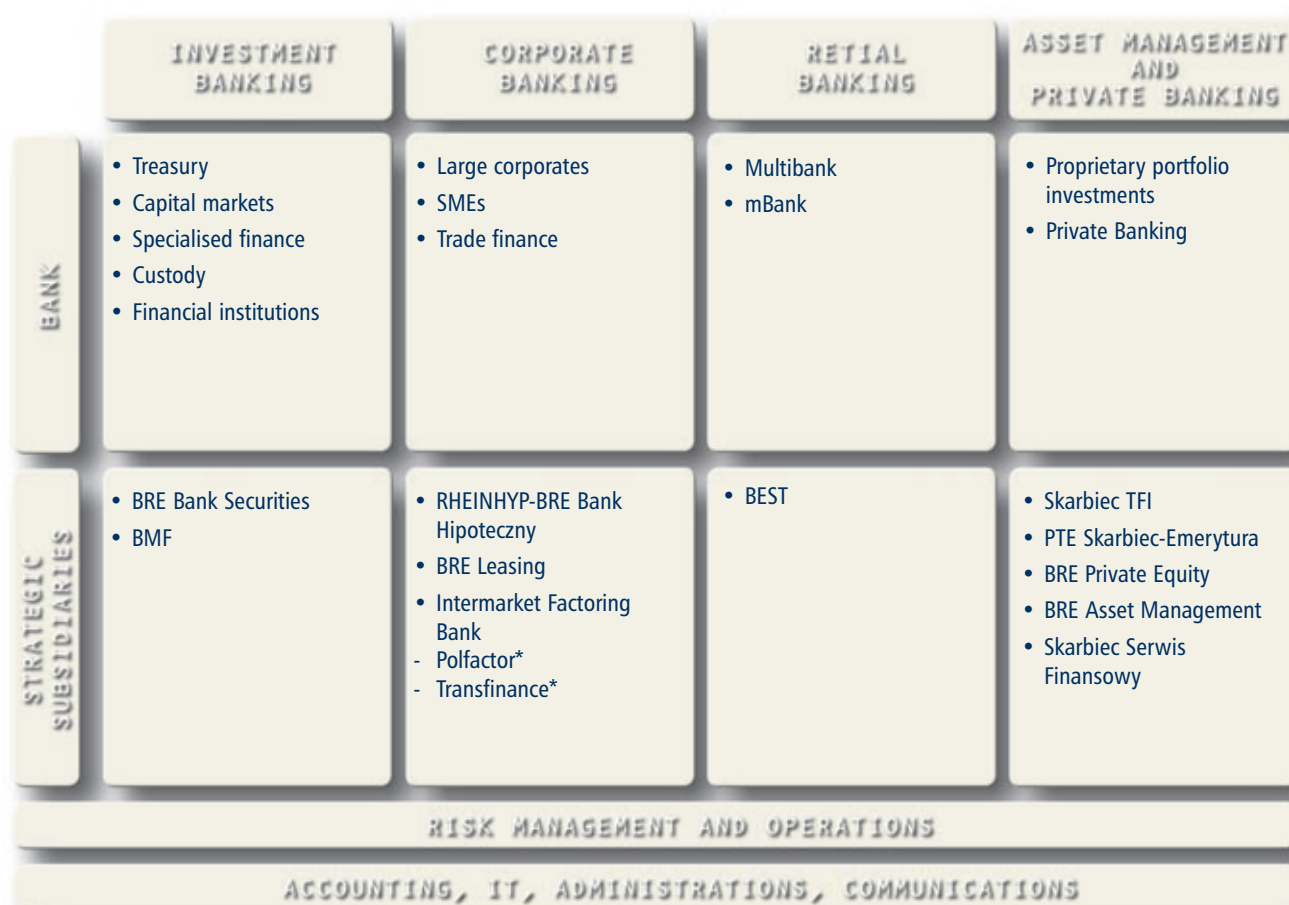 INVESTMENT
BANKING
CORPORATE
BANKING
RETIAL
BANKING
ASSET MANAGEMENT
AND
PRIVATE BANKING
BANK
• Treasury
• Capital markets
• Specialised finance
• Custody
• Financial institutions
• Large corporates
• SMEs
• Trade finance
• Multibank
• mBank
• Proprietary portfolio
investments
• Private Banking
STRATEGIC
SUBSIDIARIES
• BRE Bank Securities
• BMF
• RHEINHYP-BRE Bank
Hipoteczny
• BRE Leasing
• Intermarket Factoring
Bank
- Polfactor*
- Transfinance*
• BEST
• Skarbiec TFI
• PTE Skarbiec-Emerytura
• BRE Private Equity
• BRE Asset Management
• Skarbiec Serwis
Finansowy
RISK MANAGEMENT AND OPERATIONS
ACCOUNTING, IT, ADMINISTRATIONS, COMMUNICATIONS